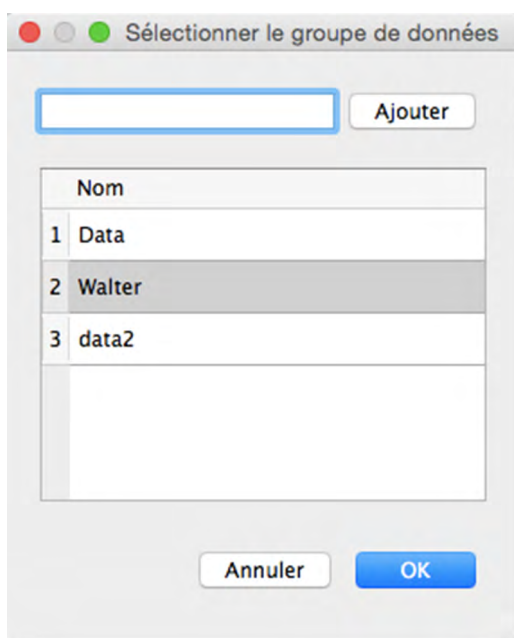 Sélectionner le groupe de données
Ajouter
Nom
1 Data
2 Walter
3 data2
Annuler OK